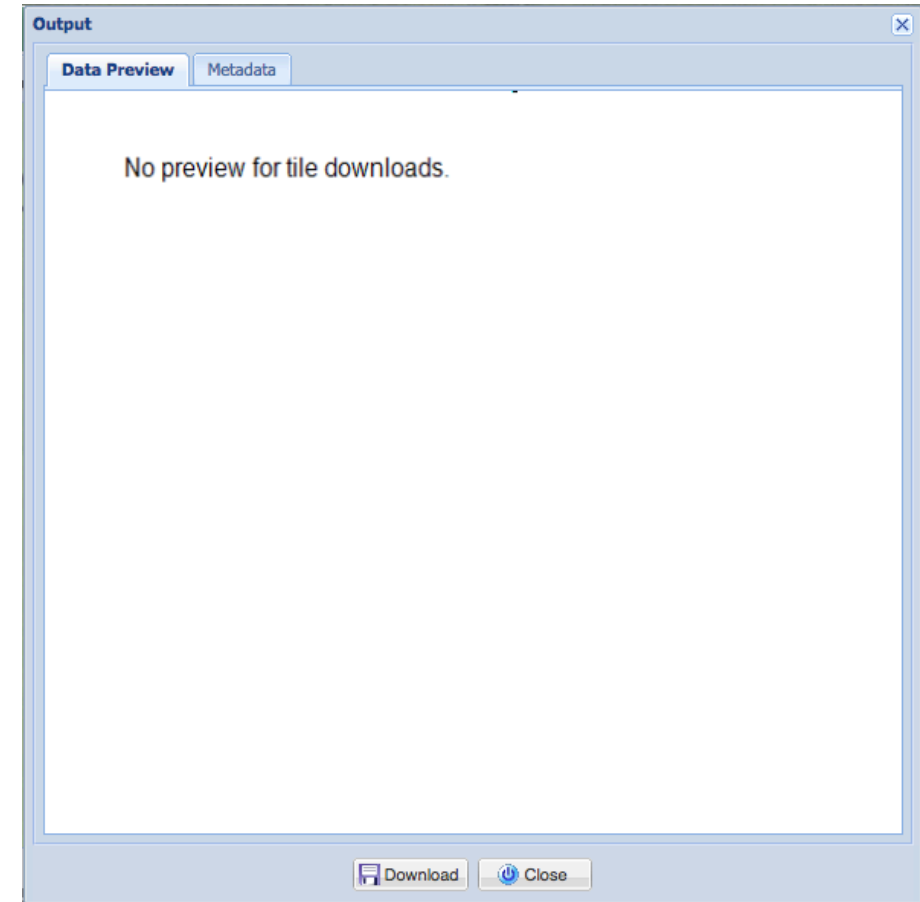 Output
Data Preview
Metadata
No preview for tile downloads.
Download
Close